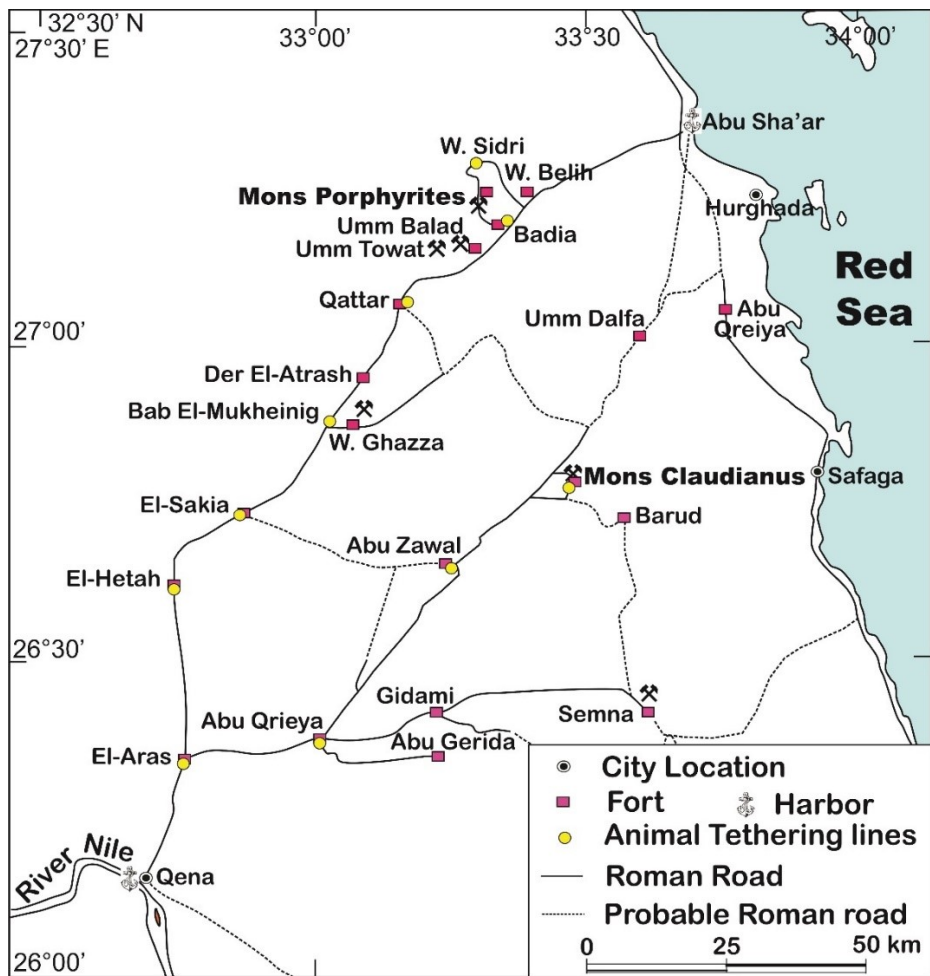 32°30' N
33°00'
33°30'
34°00'
27°30' E
Abu Sha'ar
W. Sidri
W. Belih
Mons Porphyrites
Hurghada
Umm Balad
Badia
Umm Towat
Red
Sea
Qattar
27°00'
Umm Dalfa
Abu
Qreiya
Der El-Atrash
Bab El-Mukheinig
W. Ghazza
Mons Claudianus
Safaga
El-Sakia
Barud
Abu Zawal
El-Hetah
26°30'
Gidami
Semna
Abu Qrieya
Abu Gerida
El-Aras
City Location
Fort
Harbor
Animal Tethering lines
River Nile
Qena
Roman Road
Probable Roman road
26°00'
0 25 50 km